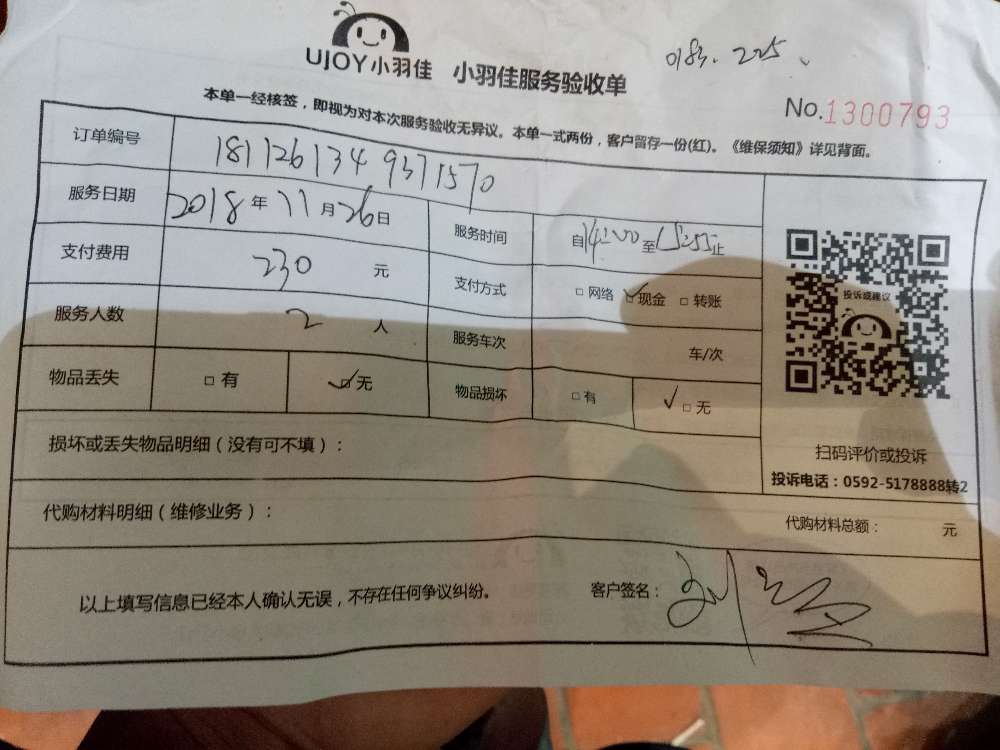 UJOY小羽佳 小羽佳服务验收单
No.1300793
本单一经核签，即视为对本次服务验收无异议。本单一式两份，客户留存一份(红)。《维保须知》详见背面。
订单编号 181126134 9371570
服务日期 2018年11月26日 服务时间 自14:00至15:55止
支付费用 230 元 支付方式 □网络 ☑现金 □转账
服务人数 2 人 服务车次 车/次
物品丢失 □有 ☑无 物品损坏 □有 ✓□无
投诉或建议
损坏或丢失物品明细（没有可不填）：
扫码评价或投诉
投诉电话：0592-5178888转2
代购材料明细（维修业务）： 代购材料总额： 元
以上填写信息已经本人确认无误，不存在任何争议纠纷。 客户签名：